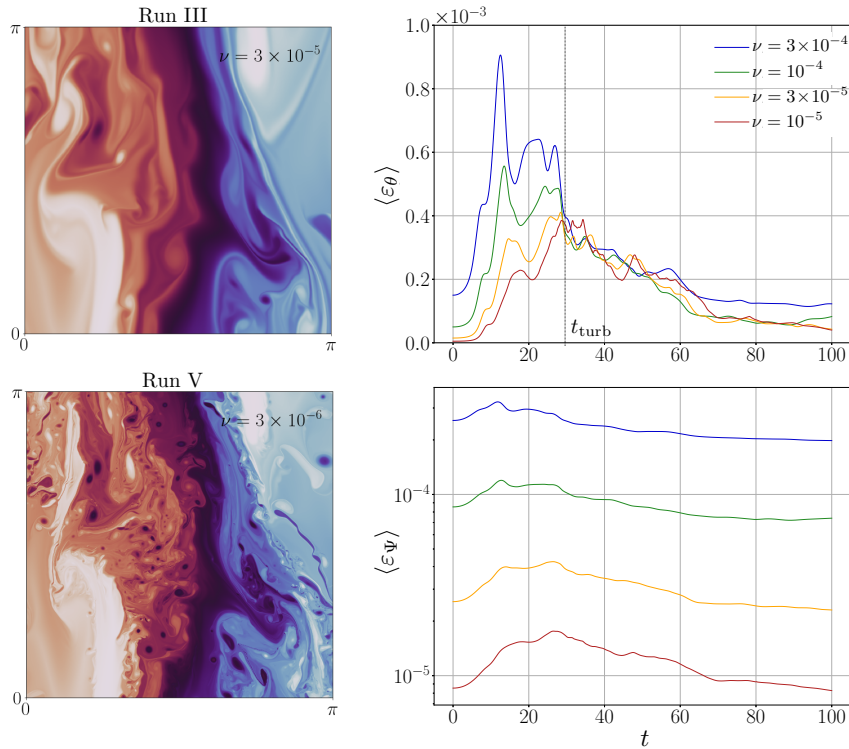 Run III
π
ν = 3 × 10⁻⁵
0
0
π
Run V
π
ν = 3 × 10⁻⁶
0
0
π
×10⁻³
1.0
0.8
0.6
0.4
0.2
0.0
⟨ε_θ⟩
ν = 3×10⁻⁴
ν = 10⁻⁴
ν = 3×10⁻⁵
ν = 10⁻⁵
t_turb
0
20
40
60
80
100
⟨ε_Ψ⟩
10⁻⁴
10⁻⁵
0
20
40
60
80
100
t